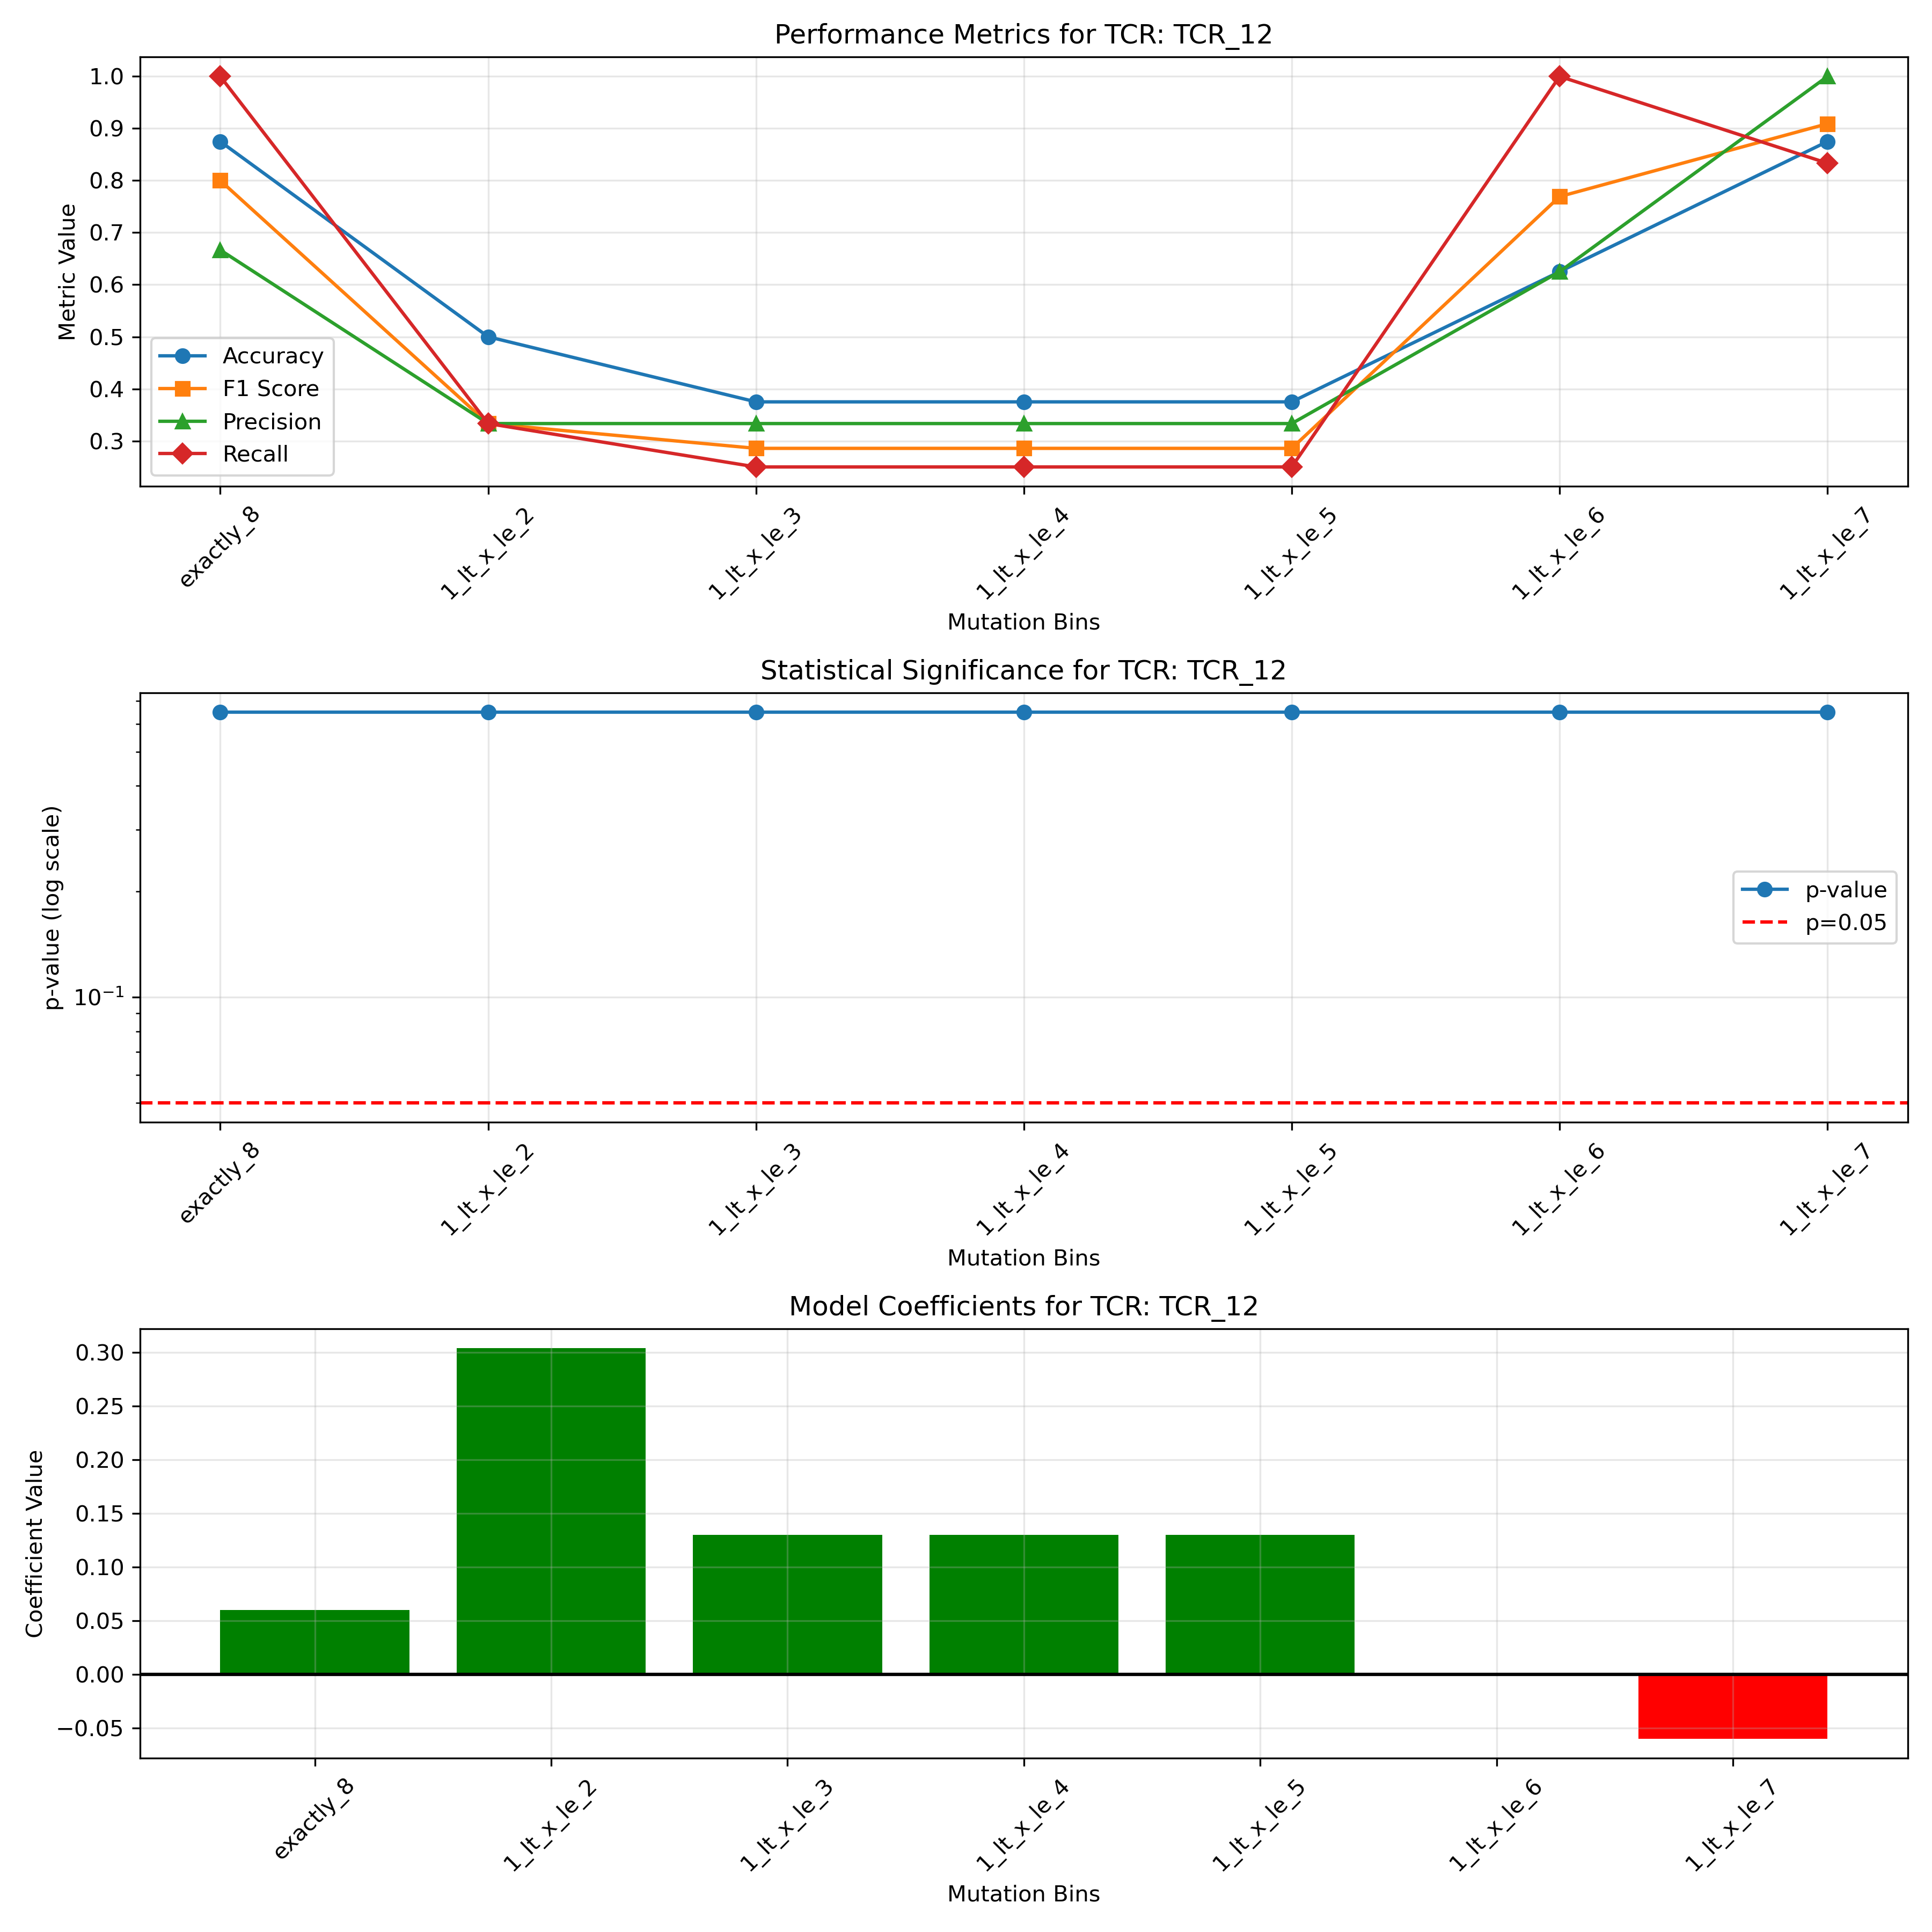 Performance Metrics for TCR: TCR_12
1.0
0.9
0.8
0.7
0.6
0.5
0.4
0.3
Metric Value
Accuracy
F1 Score
Precision
Recall
exactly_8
1_lt_x_le_2
1_lt_x_le_3
1_lt_x_le_4
1_lt_x_le_5
1_lt_x_le_6
1_lt_x_le_7
Mutation Bins
Statistical Significance for TCR: TCR_12
p-value (log scale)
10⁻¹
p-value
p=0.05
exactly_8
1_lt_x_le_2
1_lt_x_le_3
1_lt_x_le_4
1_lt_x_le_5
1_lt_x_le_6
1_lt_x_le_7
Mutation Bins
Model Coefficients for TCR: TCR_12
0.30
0.25
0.20
0.15
0.10
0.05
0.00
−0.05
Coefficient Value
exactly_8
1_lt_x_le_2
1_lt_x_le_3
1_lt_x_le_4
1_lt_x_le_5
1_lt_x_le_6
1_lt_x_le_7
Mutation Bins